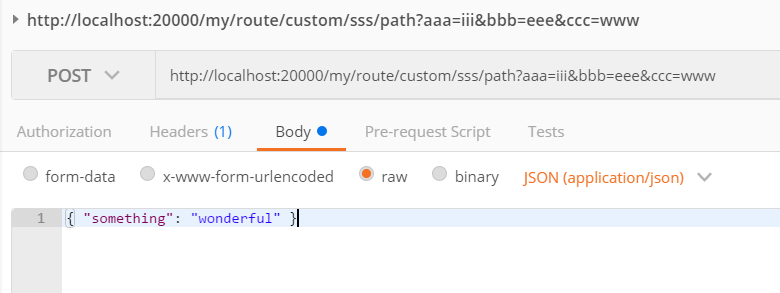 http://localhost:20000/my/route/custom/sss/path?aaa=iii&bbb=eee&ccc=www
POST http://localhost:20000/my/route/custom/sss/path?aaa=iii&bbb=eee&ccc=www
Authorization Headers (1) Body Pre-request Script Tests
form-data x-www-form-urlencoded raw binary JSON (application/json)
1 { "something": "wonderful" }